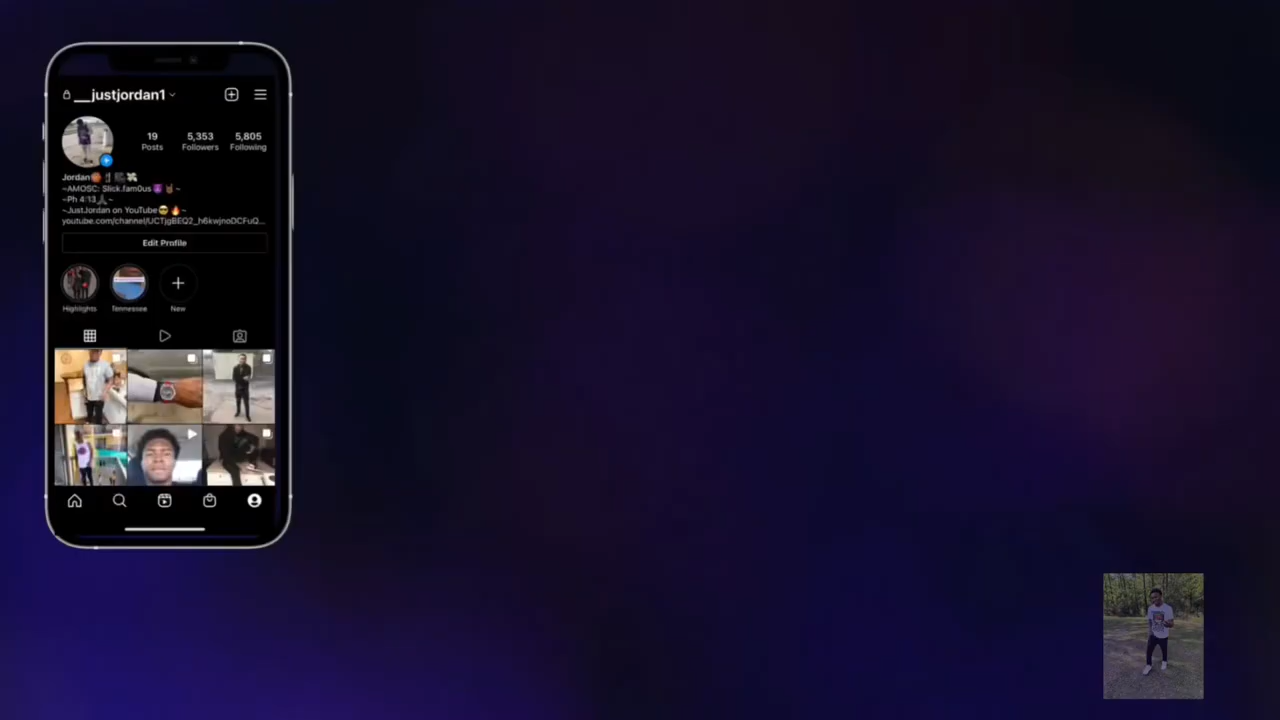 __justjordan1
19 5,353 5,805
Posts Followers Following
Jordan
~AMOSC: Slick.fam0us😈🤘🏾~
~Ph 4:13🙏🏾~
~JustJordan on YouTube😎🔥~
youtube.com/channel/UCTjgBEQ2_h6kwjnoDCFuQ...
Edit Profile
Highlights Tennessee New